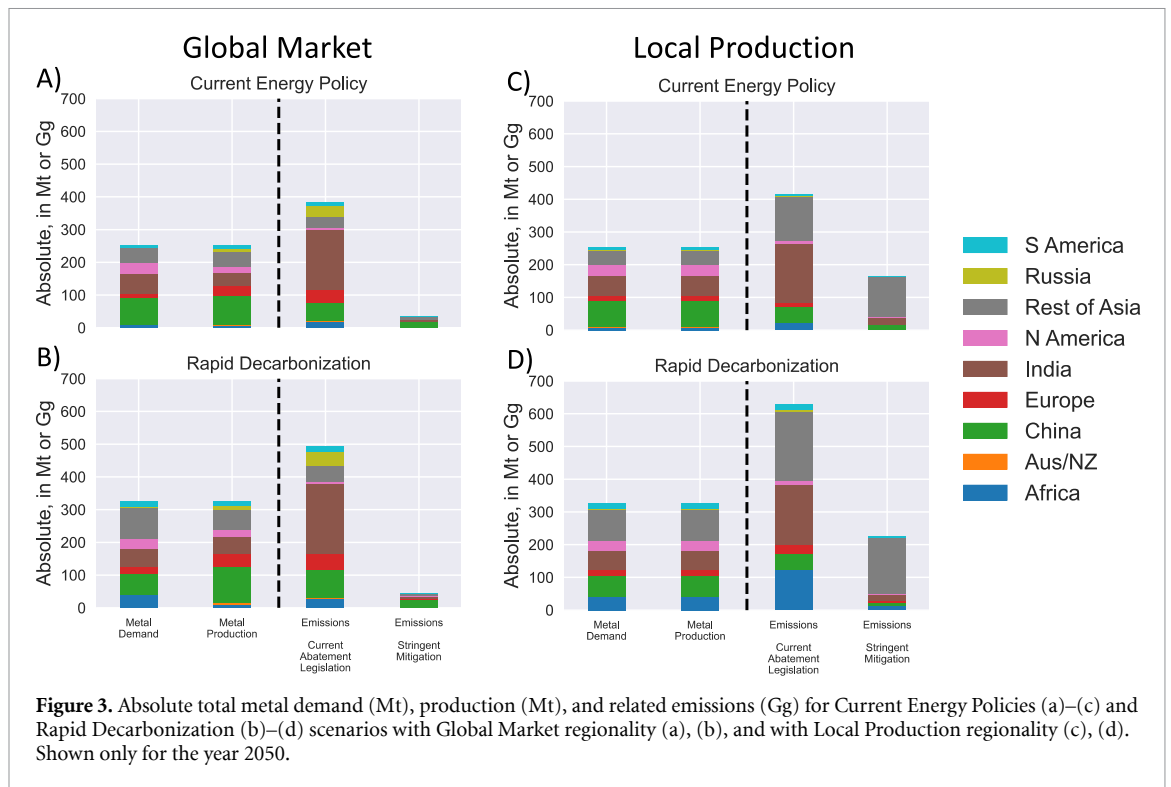 Global Market
Local Production
A)
Current Energy Policy
Absolute, in Mt or Gg
700
600
500
400
300
200
100
0
C)
Current Energy Policy
Absolute, in Mt or Gg
700
600
500
400
300
200
100
0
B)
Rapid Decarbonization
Absolute, in Mt or Gg
700
600
500
400
300
200
100
0
Metal
Demand
Metal
Production
Emissions
Current
Abatement
Legislation
Emissions
Stringent
Mitigation
D)
Rapid Decarbonization
Absolute, in Mt or Gg
700
600
500
400
300
200
100
0
Metal
Demand
Metal
Production
Emissions
Current
Abatement
Legislation
Emissions
Stringent
Mitigation
S America
Russia
Rest of Asia
N America
India
Europe
China
Aus/NZ
Africa
Figure 3. Absolute total metal demand (Mt), production (Mt), and related emissions (Gg) for Current Energy Policies (a)–(c) and
Rapid Decarbonization (b)–(d) scenarios with Global Market regionality (a), (b), and with Local Production regionality (c), (d).
Shown only for the year 2050.